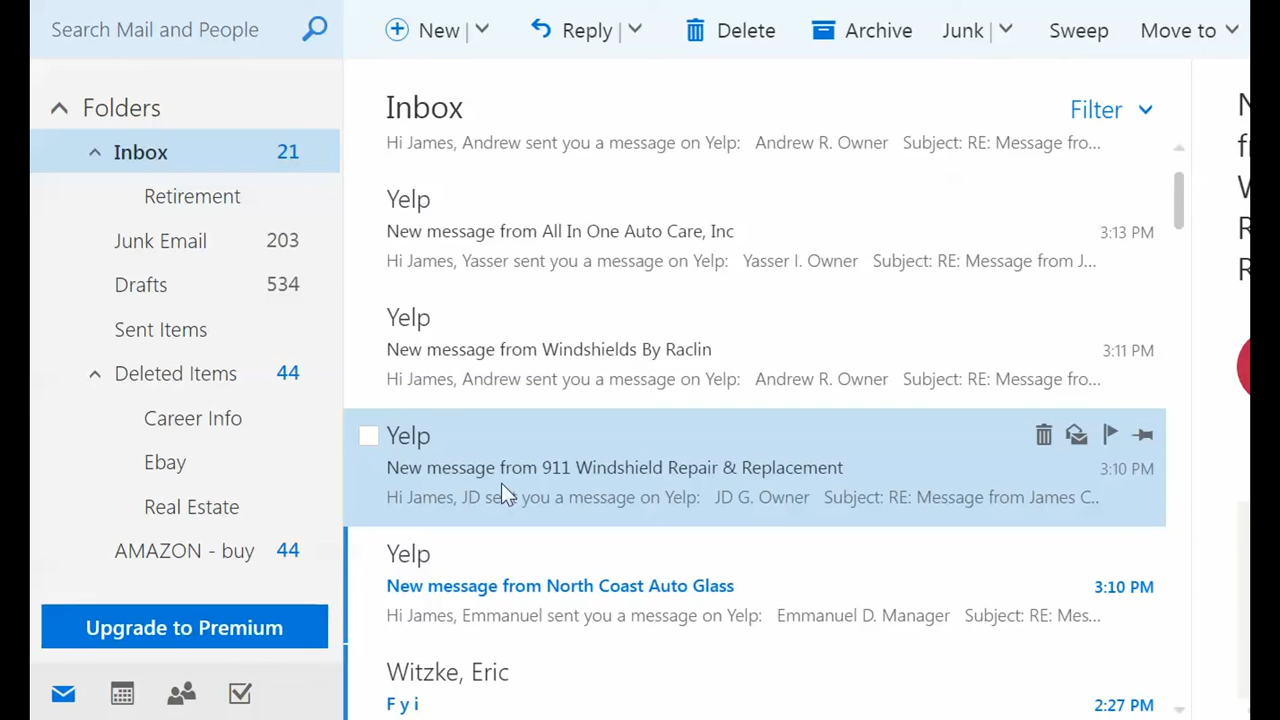 Search Mail and People
New
Reply
Delete
Archive
Junk
Sweep
Move to
Folders
Inbox 21
Retirement
Junk Email 203
Drafts 534
Sent Items
Deleted Items 44
Career Info
Ebay
Real Estate
AMAZON - buy 44
Upgrade to Premium
Inbox
Filter
Hi James, Andrew sent you a message on Yelp: Andrew R. Owner Subject: RE: Message fro...
Yelp
New message from All In One Auto Care, Inc 3:13 PM
Hi James, Yasser sent you a message on Yelp: Yasser I. Owner Subject: RE: Message from J...
Yelp
New message from Windshields By Raclin 3:11 PM
Hi James, Andrew sent you a message on Yelp: Andrew R. Owner Subject: RE: Message fro...
Yelp
New message from 911 Windshield Repair & Replacement 3:10 PM
Hi James, JD sent you a message on Yelp: JD G. Owner Subject: RE: Message from James C..
Yelp
New message from North Coast Auto Glass 3:10 PM
Hi James, Emmanuel sent you a message on Yelp: Emmanuel D. Manager Subject: RE: Mes...
Witzke, Eric
F y i 2:27 PM